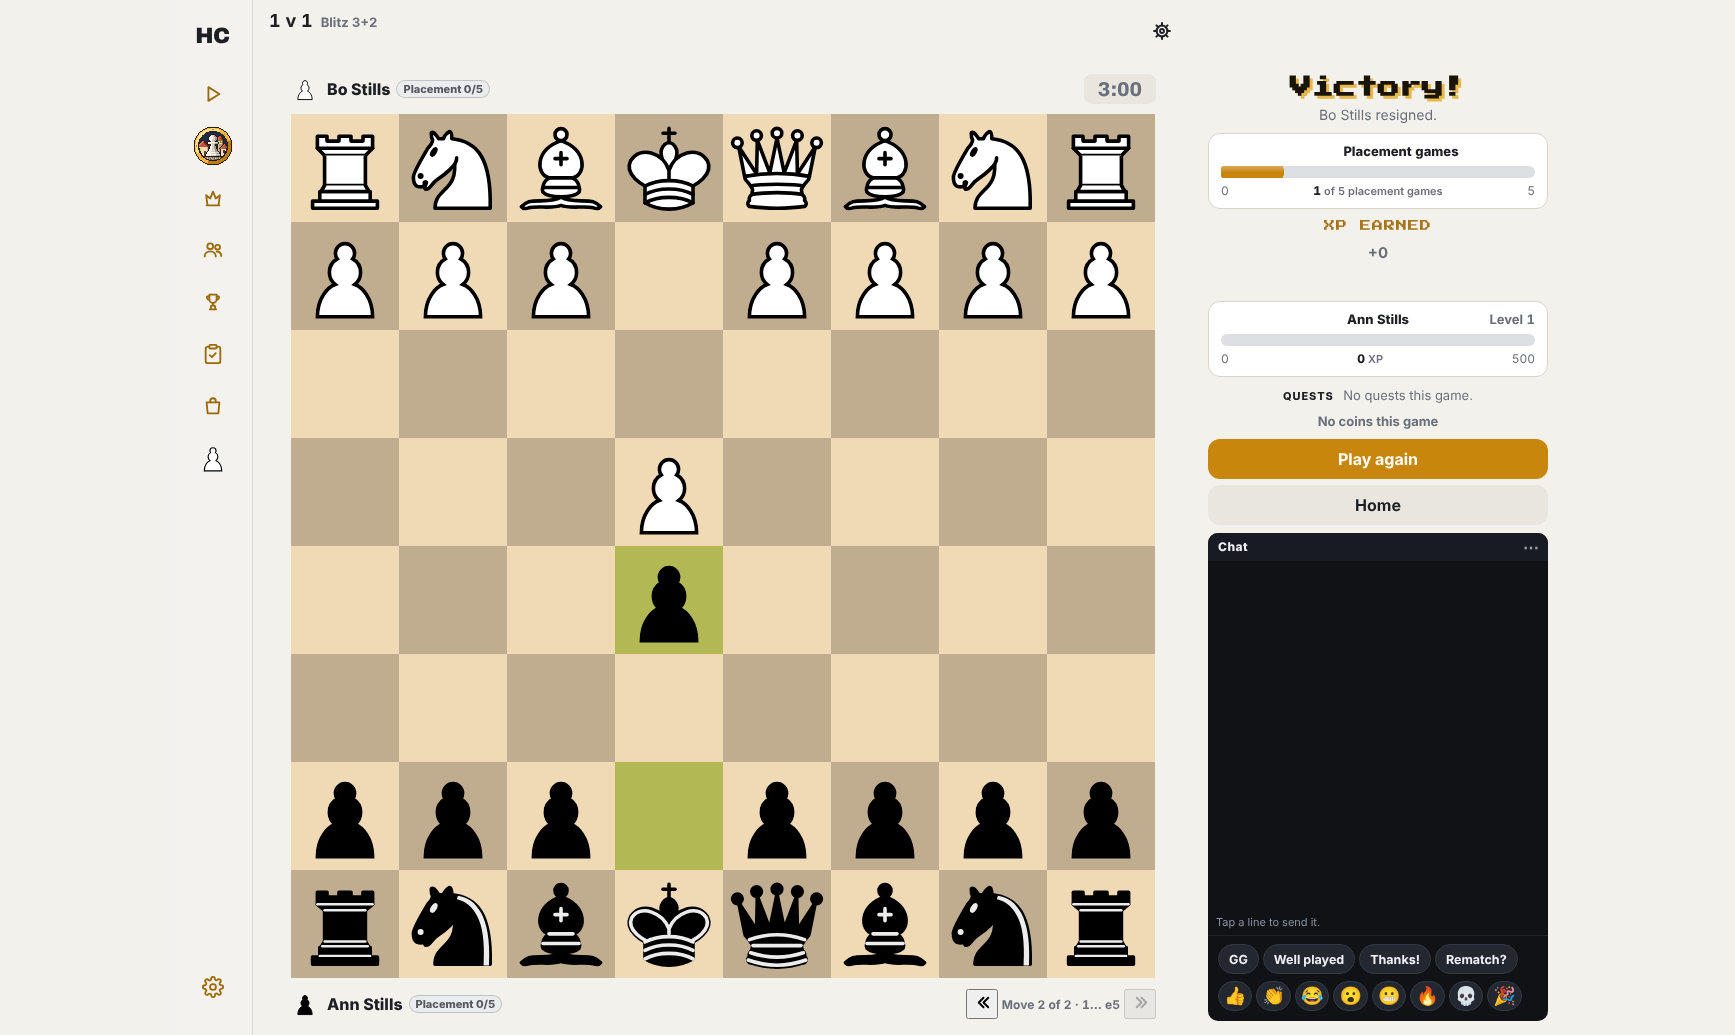 HC
1 v 1 Blitz 3+2
Bo Stills Placement 0/5
3:00
Ann Stills Placement 0/5
Move 2 of 2 · 1... e5
Victory!
Bo Stills resigned.
Placement games
0 1 of 5 placement games 5
XP EARNED
+0
Ann Stills Level 1
0 0 XP 500
QUESTS No quests this game.
No coins this game
Play again
Home
Chat
Tap a line to send it.
GG Well played Thanks! Rematch?